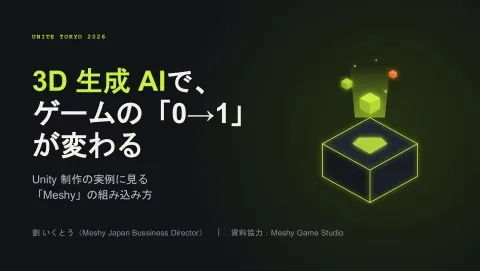 UNITE TOKYO 2026
3D 生成 AIで、
ゲームの「0→1」
が変わる
Unity 制作の実例に見る
「Meshy」の組み込み方
劉 いくとう（Meshy Japan Bussiness Director） ｜ 資料協力：Meshy Game Studio